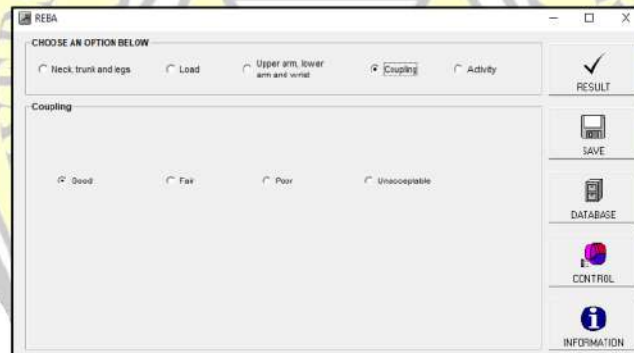 REBA
CHOOSE AN OPTION BELOW
Neck, trunk and legs Load Upper arm, lower arm and wrist Coupling Activity
Coupling
Good Fair Poor Unacceptable
RESULT
SAVE
DATABASE
CONTROL
INFORMATION